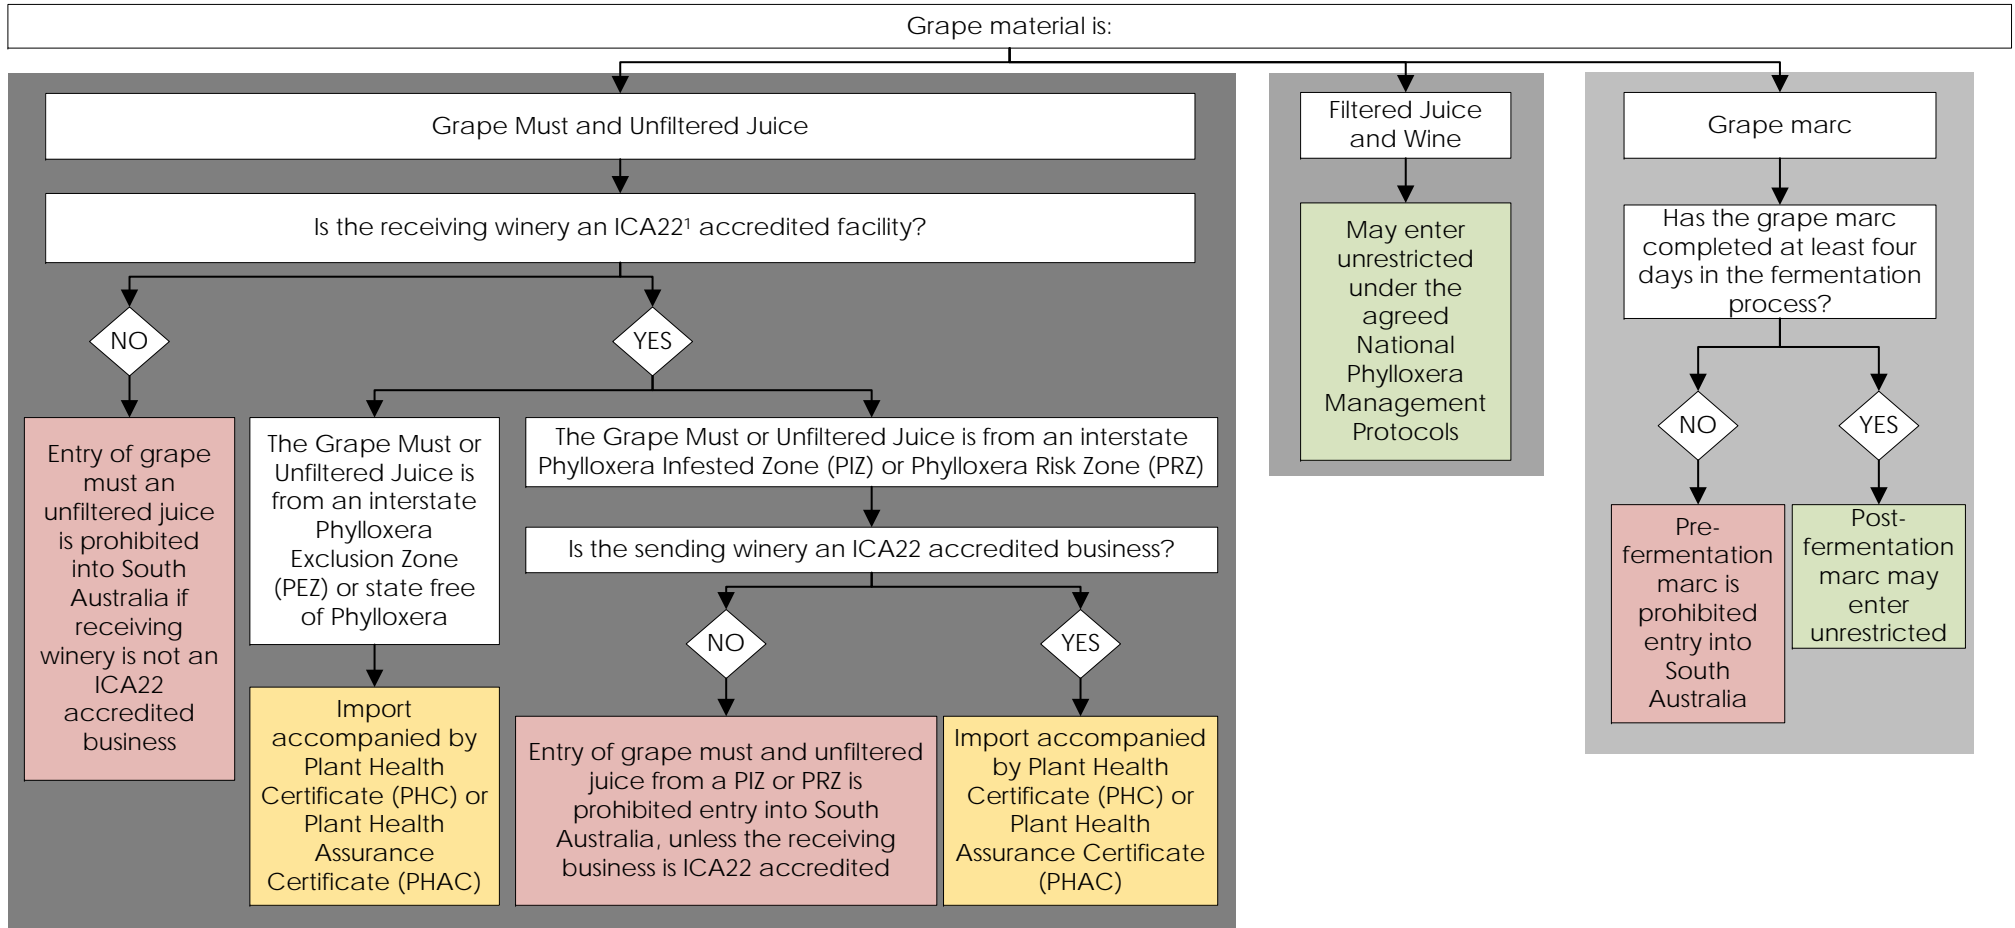 Grape material is:
Grape Must and Unfiltered Juice
Is the receiving winery an ICA22¹ accredited facility?
NO
YES
Entry of grape
must an
unfiltered juice
is prohibited
into South
Australia if
receiving
winery is not an
ICA22
accredited
business
The Grape Must or
Unfiltered Juice is
from an interstate
Phylloxera
Exclusion Zone
(PEZ) or state free
of Phylloxera
Import
accompanied by
Plant Health
Certificate (PHC) or
Plant Health
Assurance
Certificate (PHAC)
The Grape Must or Unfiltered Juice is from an interstate
Phylloxera Infested Zone (PIZ) or Phylloxera Risk Zone (PRZ)
Is the sending winery an ICA22 accredited business?
NO
YES
Entry of grape must and unfiltered
juice from a PIZ or PRZ is
prohibited entry into South
Australia, unless the receiving
business is ICA22 accredited
Import accompanied
by Plant Health
Certificate (PHC) or
Plant Health
Assurance Certificate
(PHAC)
Filtered Juice
and Wine
May enter
unrestricted
under the
agreed
National
Phylloxera
Management
Protocols
Grape marc
Has the grape marc
completed at least four
days in the fermentation
process?
NO
YES
Pre-
fermentation
marc is
prohibited
entry into
South
Australia
Post-
fermentation
marc may
enter
unrestricted